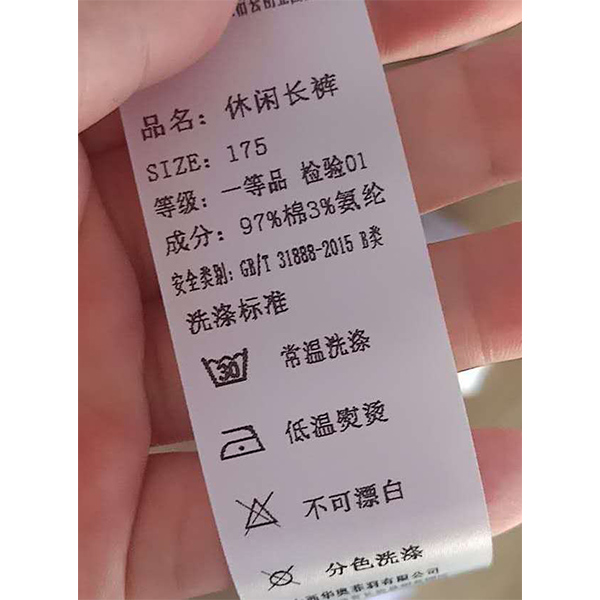 品名：休闲长裤
SIZE：175
等级：一等品 检验01
成分：97%棉3%氨纶
安全类别：GB/T 31888-2015 B类
洗涤标准
30 常温洗涤
低温熨烫
不可漂白
分色洗涤